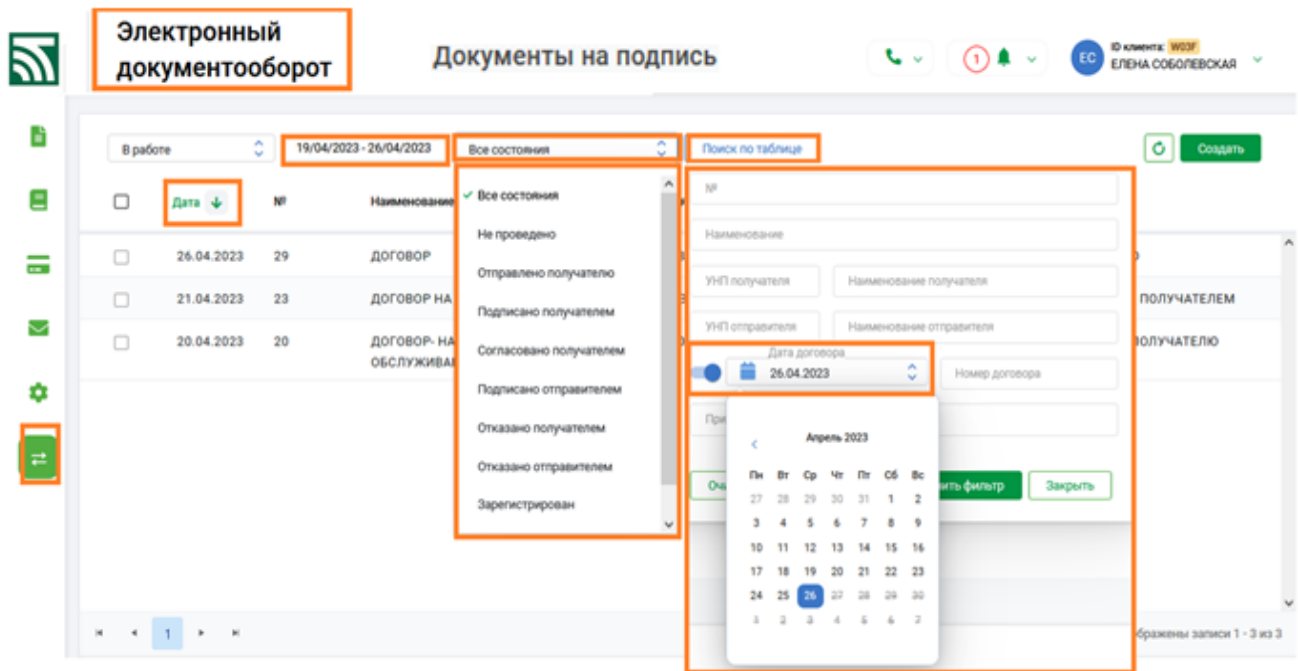 Электронный
документооборот
Документы на подпись
1
ЕС
ID клиента: W03F
ЕЛЕНА СОБОЛЕВСКАЯ
В работе
19/04/2023 - 26/04/2023
Все состояния
Поиск по таблице
Создать
Дата
№
Наименование
26.04.2023 29 ДОГОВОР
21.04.2023 23 ДОГОВОР НА
ПОЛУЧАТЕЛЕМ
20.04.2023 20 ДОГОВОР- НА
ОБСЛУЖИВА
ПОЛУЧАТЕЛЮ
Все состояния
Не проведено
Отправлено получателю
Подписано получателем
Согласовано получателем
Подписано отправителем
Отказано получателем
Отказано отправителем
Зарегистрирован
№
Наименование
УНП получателя
Наименование получателя
УНП отправителя
Наименование отправителя
Дата договора
26.04.2023
Номер договора
При
Апрель 2023
Пн Вт Ср Чт Пт Сб Вс
27 28 29 30 31 1 2
3 4 5 6 7 8 9
10 11 12 13 14 15 16
17 18 19 20 21 22 23
24 25 26 27 28 29 30
1 2 3 4 5 6 7
ить фильтр
Закрыть
1
бражены записи 1 - 3 из 3